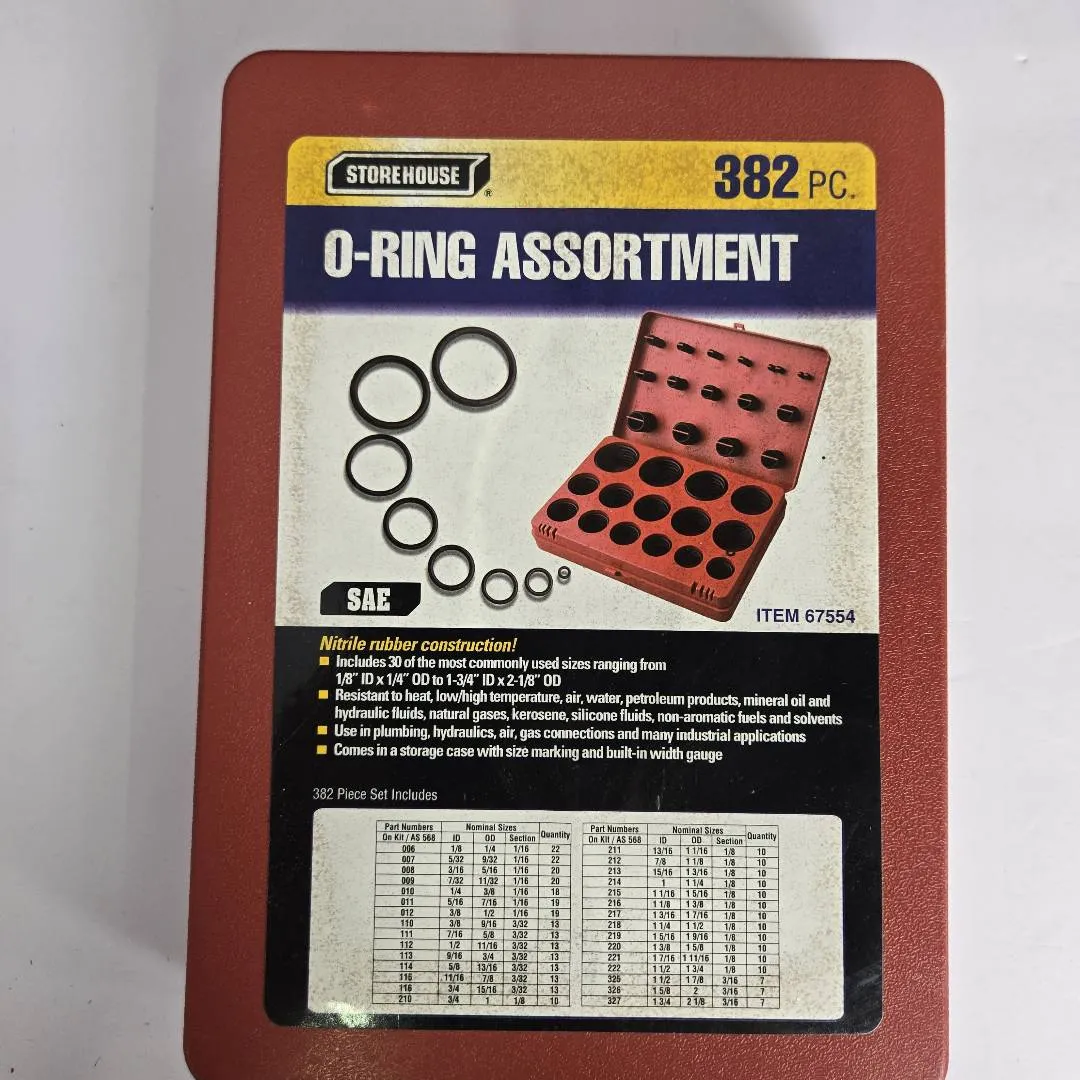 STOREHOUSE ®
382 PC.
O-RING ASSORTMENT
SAE
ITEM 67554
Nitrile rubber construction!
Includes 30 of the most commonly used sizes ranging from
1/8" ID x 1/4" OD to 1-3/4" ID x 2-1/8" OD
Resistant to heat, low/high temperature, air, water, petroleum products, mineral oil and
hydraulic fluids, natural gases, kerosene, silicone fluids, non-aromatic fuels and solvents
Use in plumbing, hydraulics, air, gas connections and many industrial applications
Comes in a storage case with size marking and built-in width gauge
382 Piece Set Includes
Part Numbers Nominal Sizes Quantity
On Kit / AS 568 ID OD Section
006 1/8 1/4 1/16 22
007 5/32 9/32 1/16 22
008 3/16 5/16 1/16 20
009 7/32 11/32 1/16 20
010 1/4 3/8 1/16 18
011 5/16 7/16 1/16 19
012 3/8 1/2 1/16 19
110 3/8 9/16 3/32 13
111 7/16 5/8 3/32 13
112 1/2 11/16 3/32 13
113 9/16 3/4 3/32 13
114 5/8 13/16 3/32 13
115 11/16 7/8 3/32 13
116 3/4 15/16 3/32 13
210 3/4 1 1/8 10
Part Numbers Nominal Sizes Quantity
On Kit / AS 568 ID OD Section
211 13/16 1 1/16 1/8 10
212 7/8 1 1/8 1/8 10
213 15/16 1 3/16 1/8 10
214 1 1 1/4 1/8 10
215 1 1/16 1 5/16 1/8 10
216 1 1/8 1 3/8 1/8 10
217 1 3/16 1 7/16 1/8 10
218 1 1/4 1 1/2 1/8 10
219 1 5/16 1 9/16 1/8 10
220 1 3/8 1 5/8 1/8 10
221 1 7/16 1 11/16 1/8 10
222 1 1/2 1 3/4 1/8 10
325 1 1/2 1 7/8 3/16 7
326 1 5/8 2 3/16 7
327 1 3/4 2 1/8 3/16 7